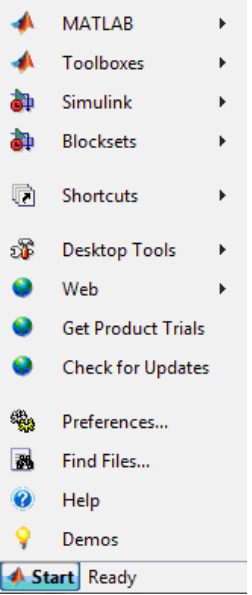 MATLAB
Toolboxes
Simulink
Blocksets
Shortcuts
Desktop Tools
Web
Get Product Trials
Check for Updates
Preferences...
Find Files...
Help
Demos
Start Ready